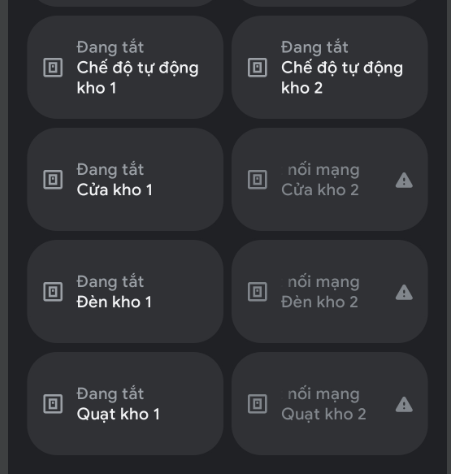 Đang tắt
Chế độ tự động
kho 1
Đang tắt
Chế độ tự động
kho 2
Đang tắt
Cửa kho 1
nối mạng
Cửa kho 2
Đang tắt
Đèn kho 1
nối mạng
Đèn kho 2
Đang tắt
Quạt kho 1
nối mạng
Quạt kho 2